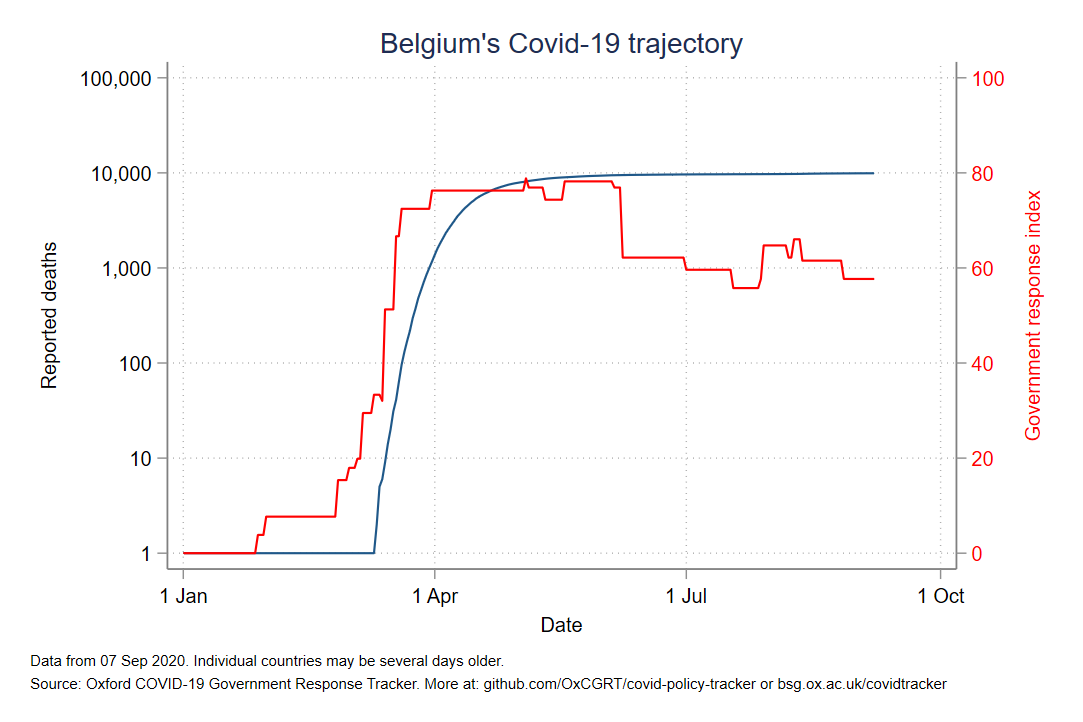 Belgium's Covid-19 trajectory
100,000
10,000
1,000
100
10
1
Reported deaths
100
80
60
40
20
0
Government response index
1 Jan
1 Apr
1 Jul
1 Oct
Date
Data from 07 Sep 2020. Individual countries may be several days older.
Source: Oxford COVID-19 Government Response Tracker. More at: github.com/OxCGRT/covid-policy-tracker or bsg.ox.ac.uk/covidtracker